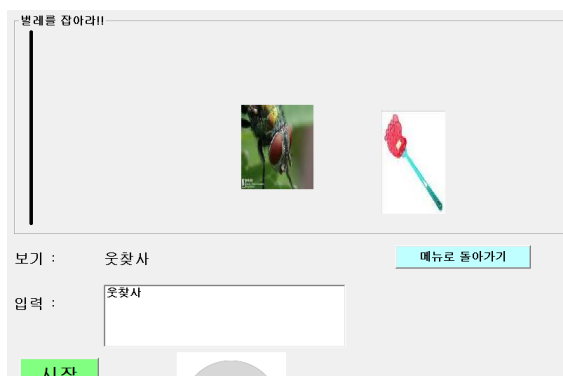 벌레를 잡아라!!
보기 : 웃찾사
메뉴로 돌아가기
입력 : 웃찾사
시작